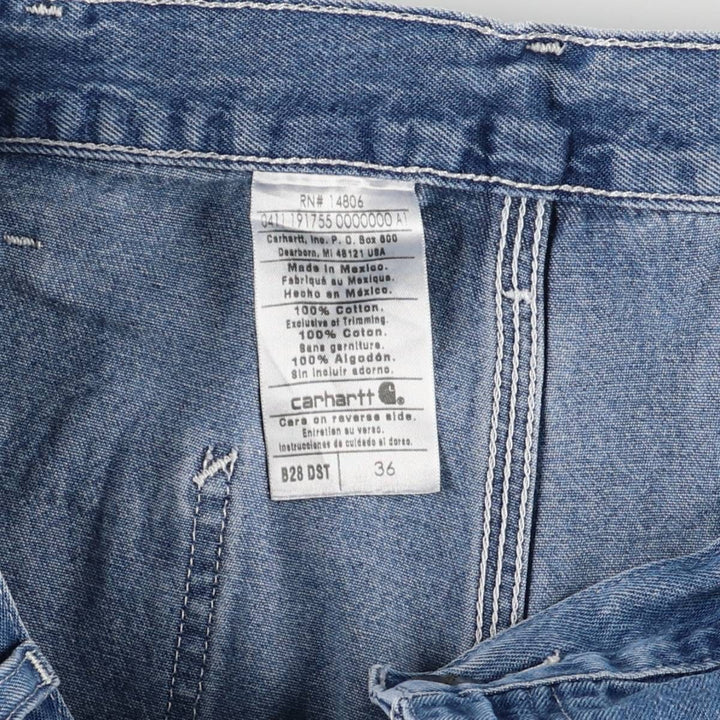 RN# 14806
0411 191755 0000000 A1
Carhartt, Inc. P. O. Box 600
Dearborn, MI 48121 USA
Made in Mexico.
Fabriqué au Mexique.
Hecho en México.
100% Cotton.
Exclusive of Trimming.
100% Coton.
Sans garniture.
100% Algodón.
Sin incluir adorno.
carhartt
Care on reverse side.
Entretien au verso.
Instrucciones de cuidado al dorso.
B28 DST 36